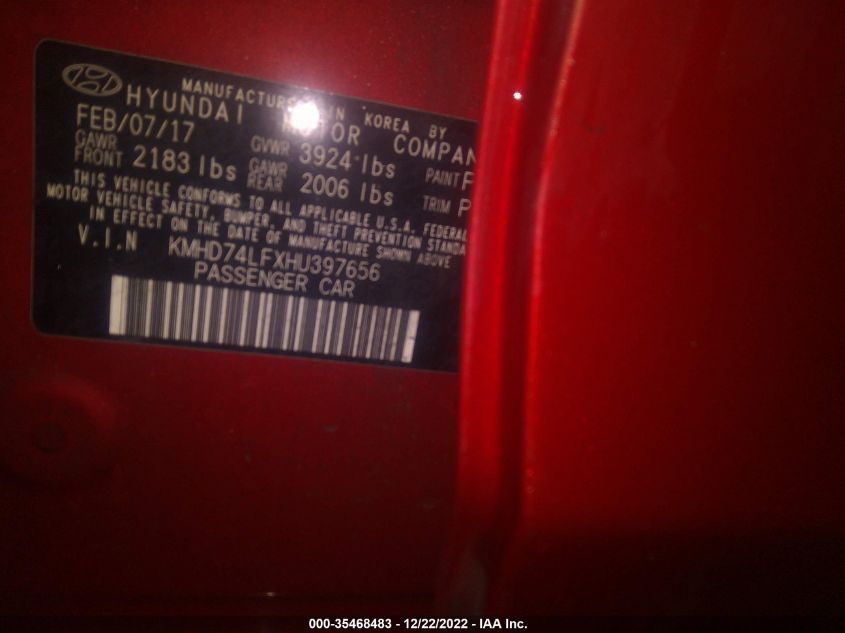 MANUFACTURED IN KOREA BY
HYUNDAI MOTOR COMPAN
FEB/07/17 GVWR 3924 lbs PAINT
GAWR FRONT 2183 lbs GAWR REAR 2006 lbs TRIM
THIS VEHICLE CONFORMS TO ALL APPLICABLE U.S.A. FEDERAL
MOTOR VEHICLE SAFETY, BUMPER, AND THEFT PREVENTION STANDA
IN EFFECT ON THE DATE OF MANUFACTURE SHOWN ABOVE
V.I.N KMHD74LFXHU397656
PASSENGER CAR
000-35468483 - 12/22/2022 - IAA Inc.